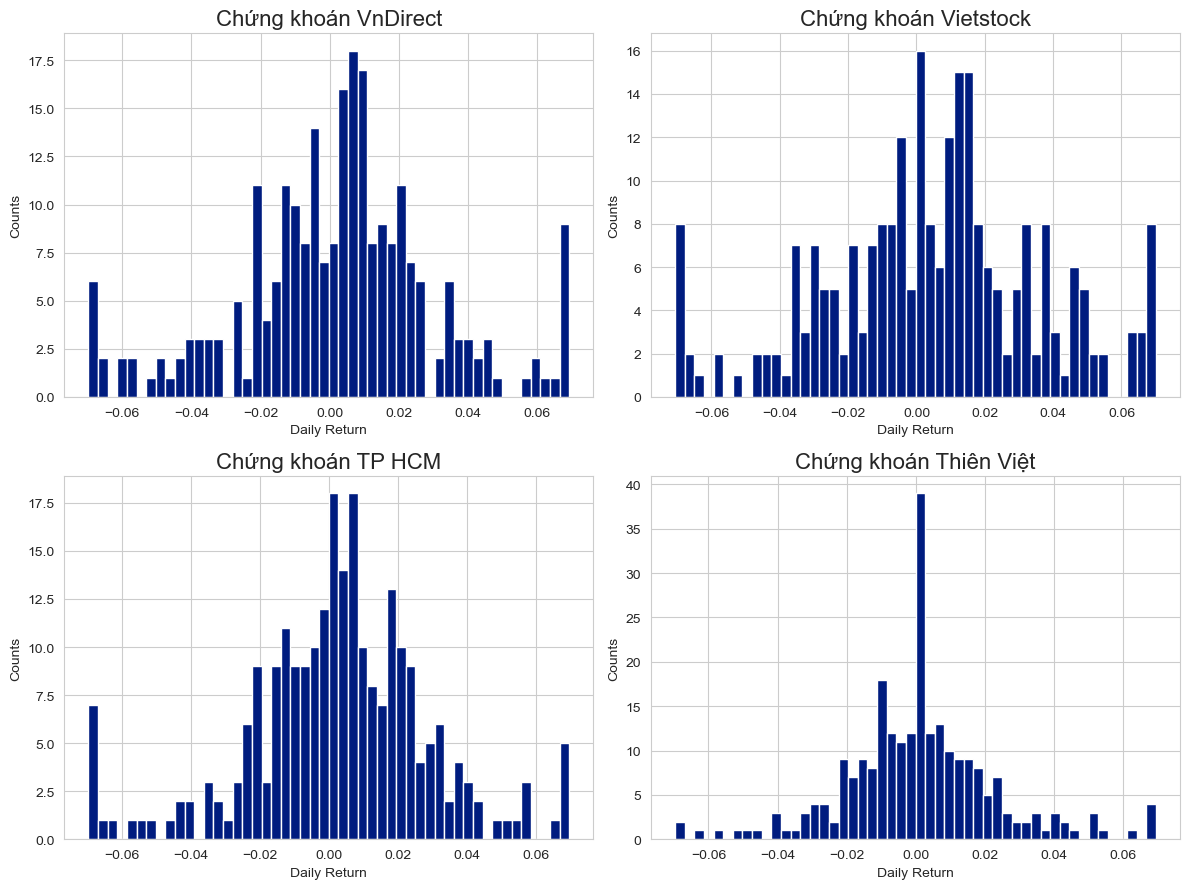 Chứng khoán VnDirect
17.5
15.0
12.5
10.0
7.5
5.0
2.5
0.0
Counts
−0.06 −0.04 −0.02 0.00 0.02 0.04 0.06
Daily Return
Chứng khoán Vietstock
16
14
12
10
8
6
4
2
0
Counts
−0.06 −0.04 −0.02 0.00 0.02 0.04 0.06
Daily Return
Chứng khoán TP HCM
17.5
15.0
12.5
10.0
7.5
5.0
2.5
0.0
Counts
−0.06 −0.04 −0.02 0.00 0.02 0.04 0.06
Daily Return
Chứng khoán Thiên Việt
40
35
30
25
20
15
10
5
0
Counts
−0.06 −0.04 −0.02 0.00 0.02 0.04 0.06
Daily Return